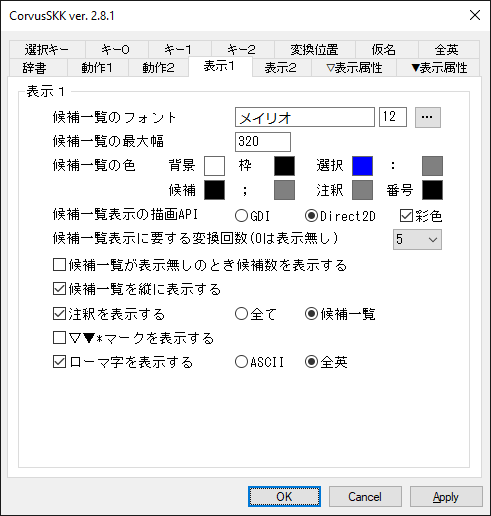 CorvusSKK ver. 2.8.1
選択キー キー0 キー1 キー2 変換位置 仮名 全英
辞書 動作1 動作2 表示1 表示2 ▽表示属性 ▼表示属性
表示1
候補一覧のフォント メイリオ 12 ...
候補一覧の最大幅 320
候補一覧の色 背景 枠 選択 :
候補 ; 注釈 番号
候補一覧表示の描画API GDI Direct2D 彩色
候補一覧表示に要する変換回数(0は表示無し) 5
候補一覧が表示無しのとき候補数を表示する
候補一覧を縦に表示する
注釈を表示する 全て 候補一覧
▽▼*マークを表示する
ローマ字を表示する ASCII 全英
OK Cancel Apply